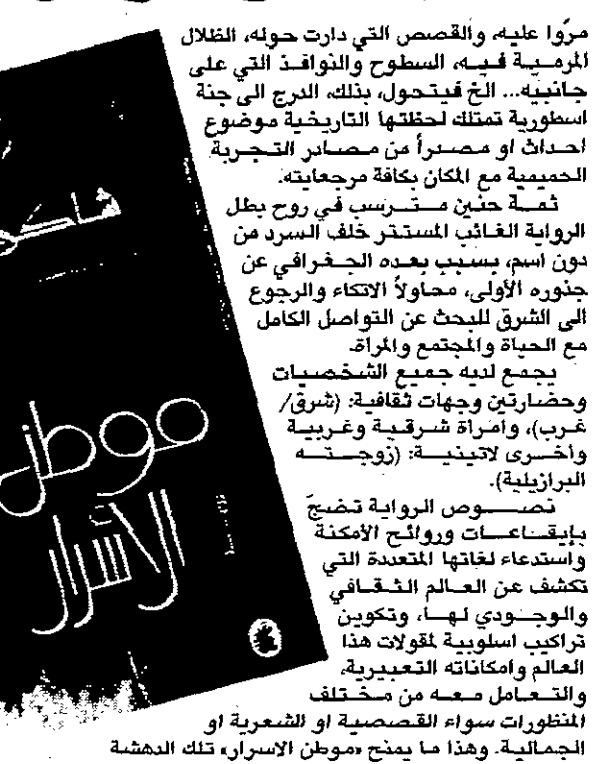 مرّوا عليه، والقصص التي دارت حوله، الظلال
المرمية فيه، السطوح والنوافذ التي على
جانبيه... الخ فيتحول، بذلك، الدرج الى جنة
اسطورية تمتلك لحظتها التاريخية موضوع
احداث او مصدراً من مصادر التجربة
الحميمية مع المكان بكافة مرجعايته.
ثمة حنين مترسب في روح بطل
الرواية الغائب المستتر خلف السرد من
دون اسم، بسبب بعده الجغرافي عن
جذوره الأولى، محاولاً الاتكاء والرجوع
الى الشرق للبحث عن التواصل الكامل
مع الحياة والمجتمع والمراة.
يجمع لديه جميع الشخصيات
وحضارتين وجهات ثقافية: (شرق/
غرب)، وامراة شرقية وغربية
وأخرى لاتينية: (زوجته
البرازيلية).
نصوص الرواية تضجّ
بإيقاعات وروائح الأمكنة
واستدعاء لغاتها المتعددة التي
تكشف عن العالم الثقافي
والوجودي لها، وتكوين
تراكيب اسلوبية لمقولات هذا
العالم وامكاناته التعبيرية،
والتعامل معه من مختلف
المنظورات سواء القصصية او الشعرية او
الجمالية. وهذا ما يمنح «موطن الاسرار» تلك الدهشة
موطن
الاسرار